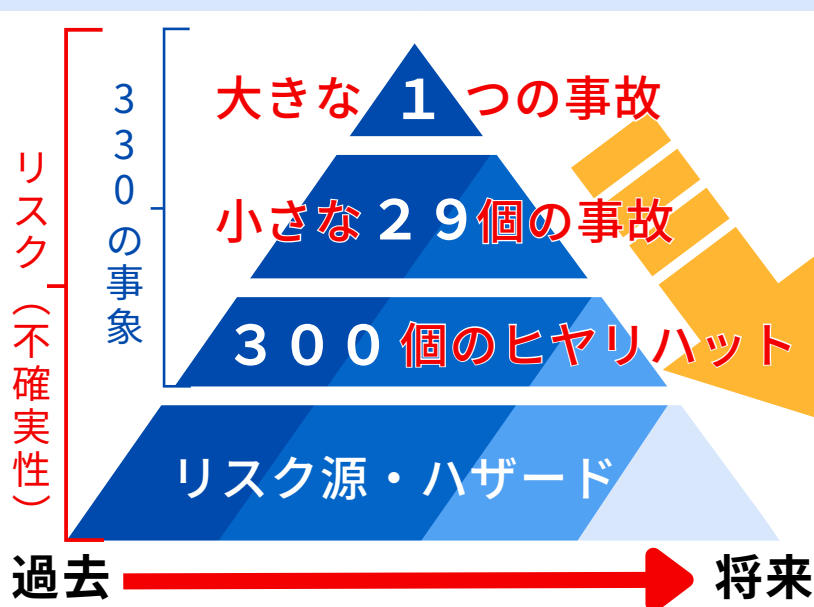 大きな１つの事故
小さな２９個の事故
３００個のヒヤリハット
リスク源・ハザード
３３０の事象
リスク（不確実性）
過去
将来